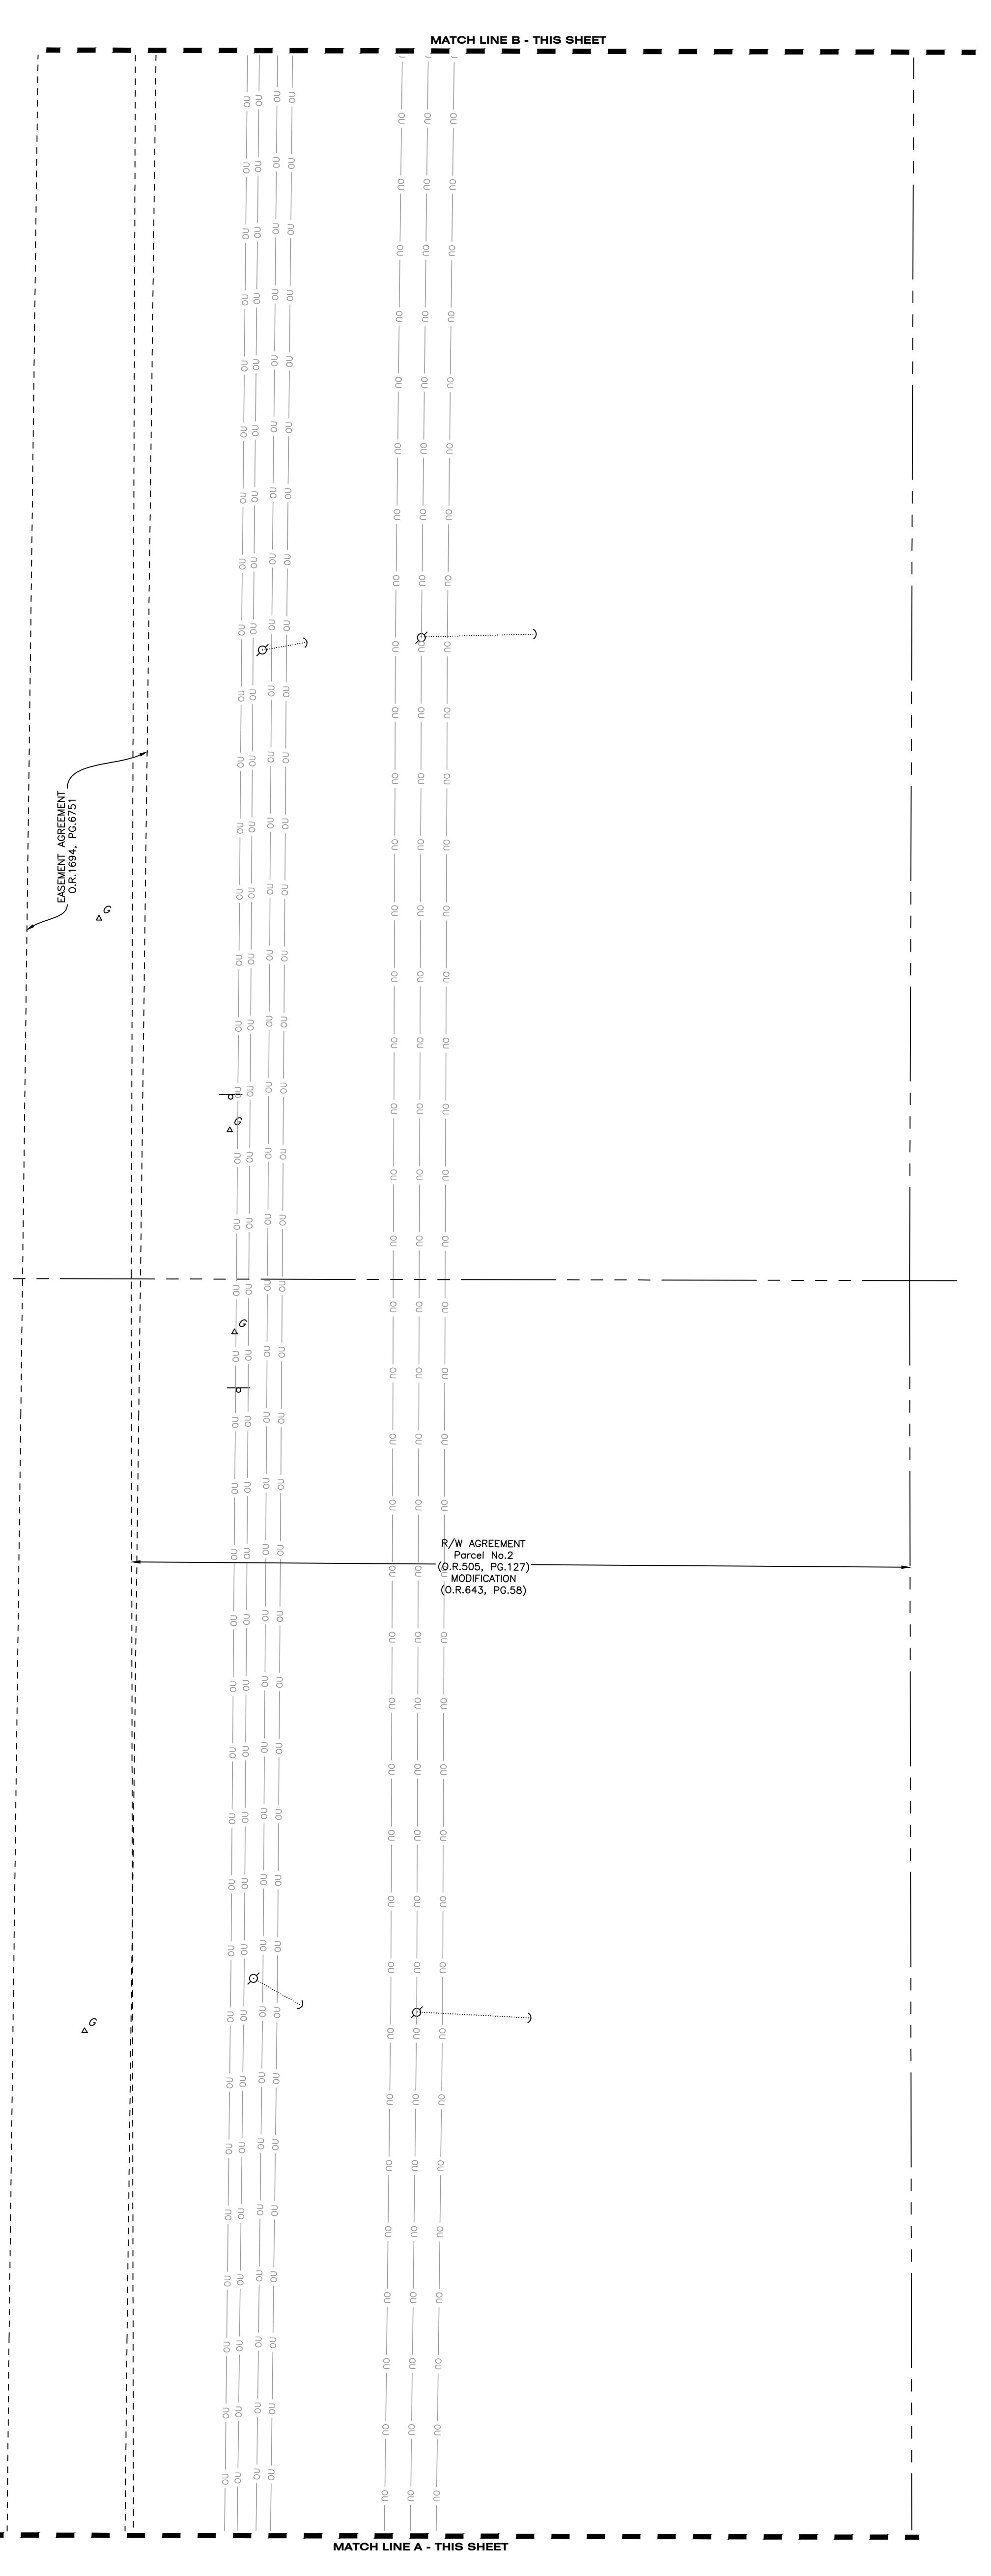 MATCH LINE B - THIS SHEET
EASEMENT AGREEMENT
O.R.1694, PG.6751
G
G
G
R/W AGREEMENT
Parcel No.2
(O.R.505, PG.127)
MODIFICATION
(O.R.643, PG.58)
G
OU
MATCH LINE A - THIS SHEET